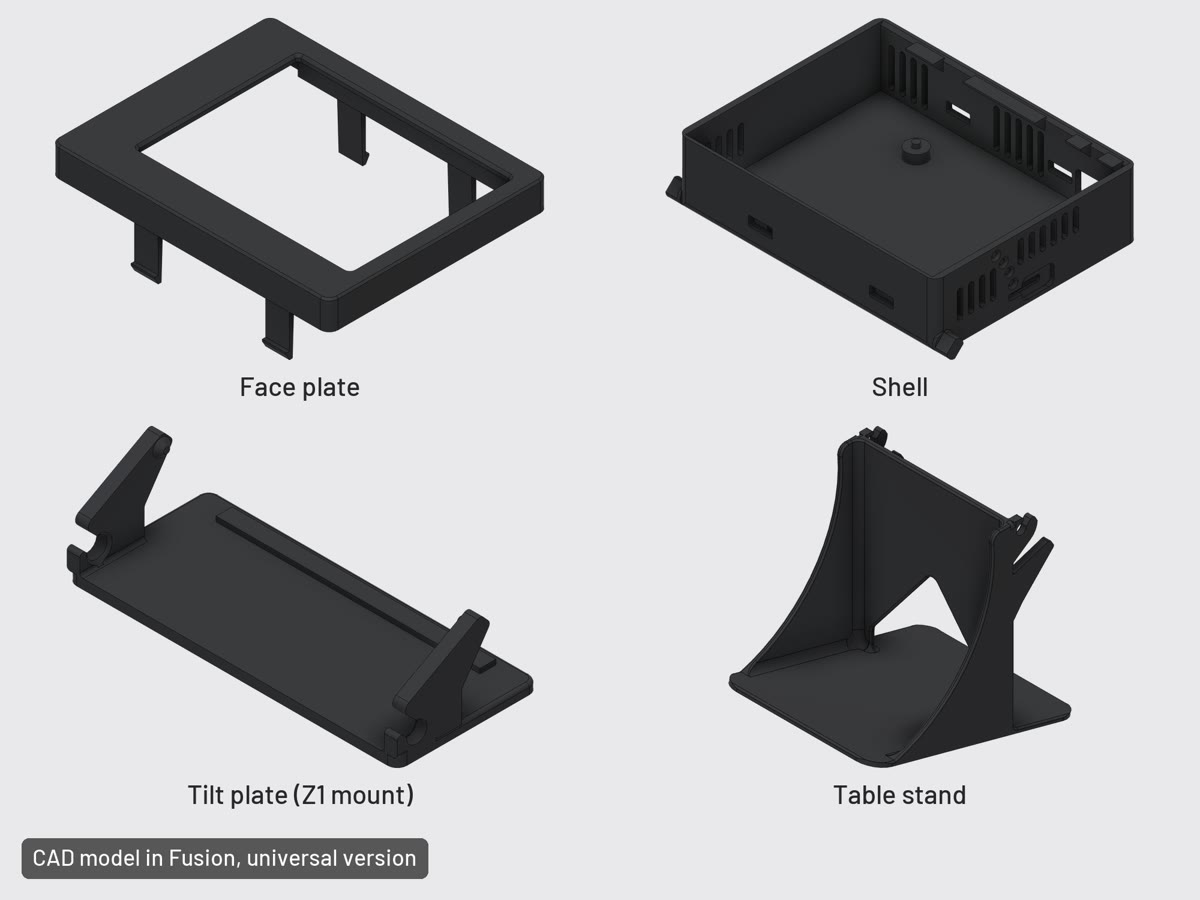 Face plate
Shell
Tilt plate (Z1 mount)
Table stand
CAD model in Fusion, universal version